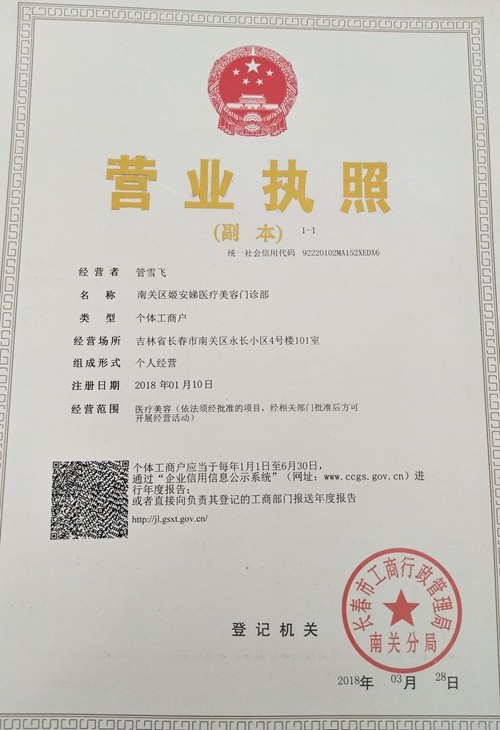 营业执照
(副 本) 1-1
统一社会信用代码 92220102MA152XEDX6
经营者 管雪飞
名称 南关区姬安娣医疗美容门诊部
类型 个体工商户
经营场所 吉林省长春市南关区永长小区4号楼101室
组成形式 个人经营
注册日期 2018 年01 月10日
经营范围 医疗美容（依法须经批准的项目，经相关部门批准后方可
开展经营活动）
个体工商户应当于每年1月1日至6月30日，
通过“企业信用信息公示系统”（网址：www.ccgs.gov.cn）进
行年度报告；
或者直接向负责其登记的工商部门报送年度报告
http://jl.gsxt.gov.cn/
长春市工商行政管理局
南关分局
登记机关
2018年 03月 28日